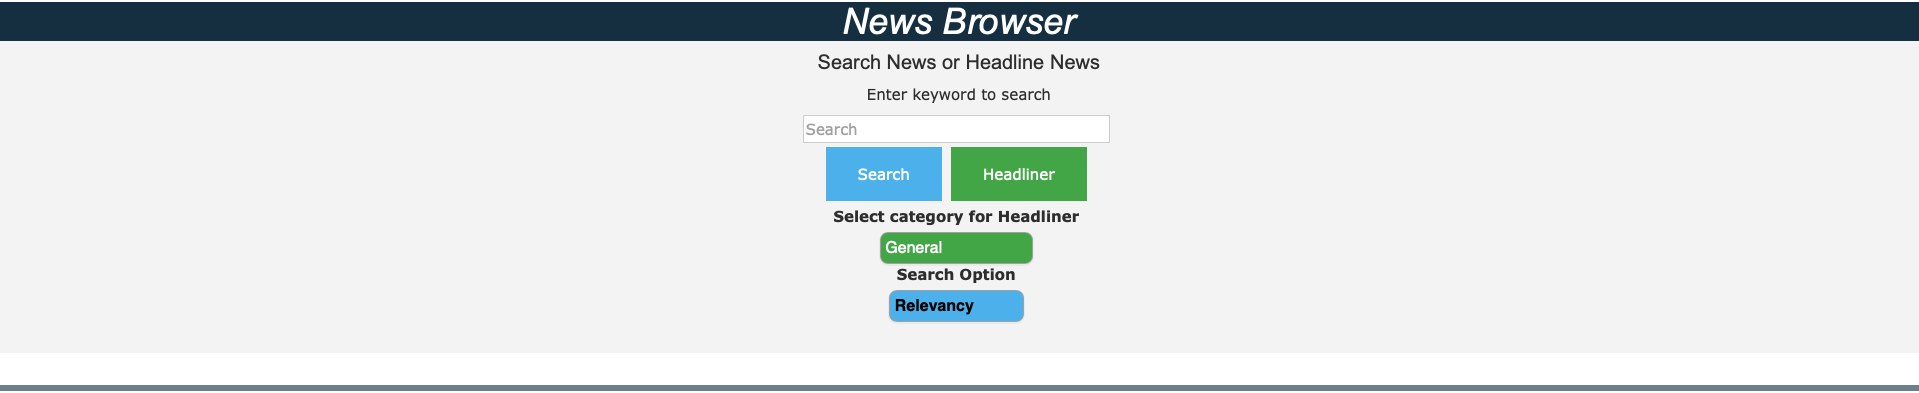 News Browser
Search News or Headline News
Enter keyword to search
Search
Search Headliner
Select category for Headliner
General
Search Option
Relevancy